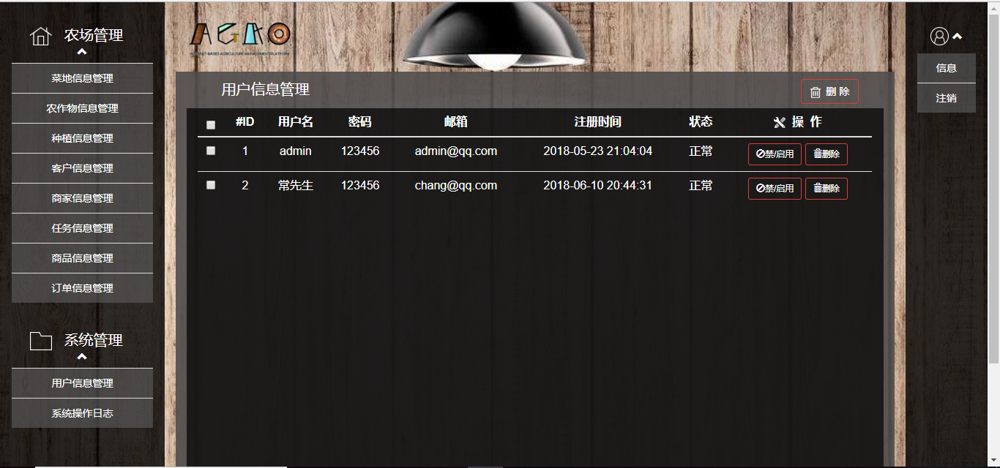 农场管理
菜地信息管理
农作物信息管理
种植信息管理
客户信息管理
商家信息管理
任务信息管理
商品信息管理
订单信息管理
系统管理
用户信息管理
系统操作日志
AGRO
INTERNET-BASED AGRICULTURE MANAGEMENT PLATFORM
用户信息管理
删 除
#ID 用户名 密码 邮箱 注册时间 状态 操 作
1 admin 123456 admin@qq.com 2018-05-23 21:04:04 正常 禁/启用 删除
2 常先生 123456 chang@qq.com 2018-06-10 20:44:31 正常 禁/启用 删除
信息
注销